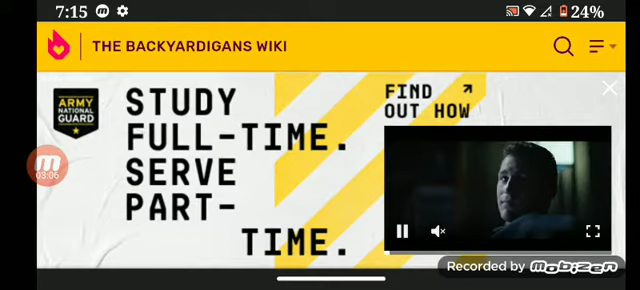 7:15
24%
THE BACKYARDIGANS WIKI
ARMY
NATIONAL
GUARD
STUDY
FULL-TIME.
SERVE
PART-
TIME.
FIND
OUT HOW
03:06
Recorded by mobizen